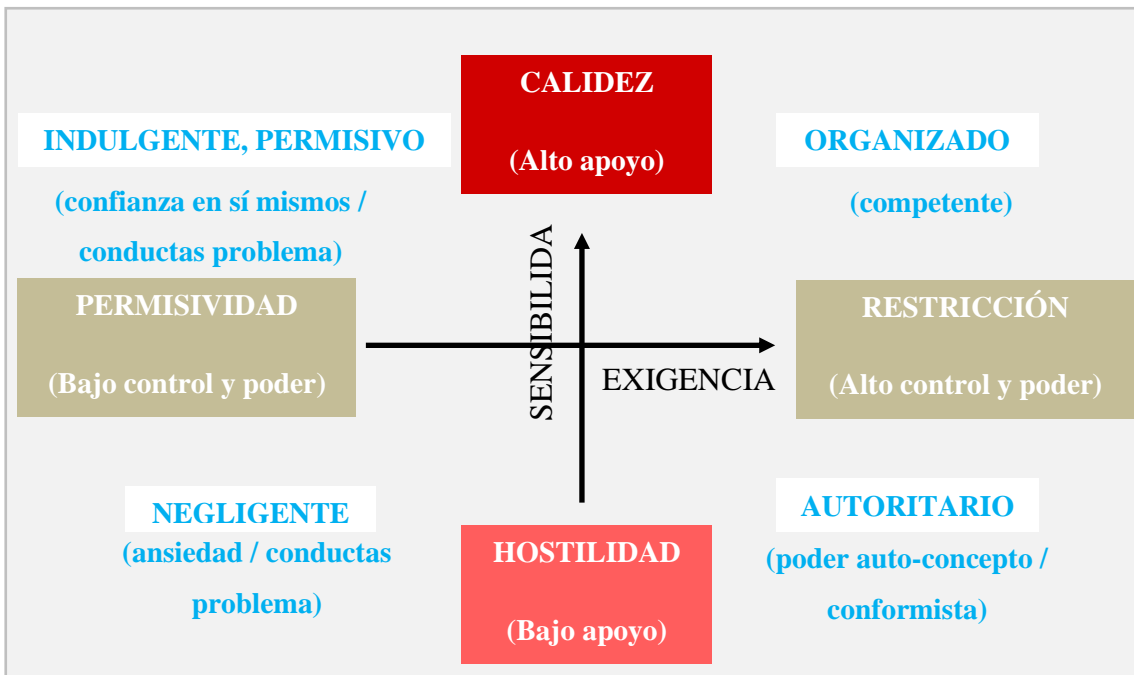 CALIDEZ
(Alto apoyo)
INDULGENTE, PERMISIVO
(confianza en sí mismos /
conductas problema)
ORGANIZADO
(competente)
PERMISIVIDAD
(Bajo control y poder)
SENSIBILIDA
EXIGENCIA
RESTRICCIÓN
(Alto control y poder)
NEGLIGENTE
(ansiedad / conductas
problema)
HOSTILIDAD
(Bajo apoyo)
AUTORITARIO
(poder auto-concepto /
conformista)